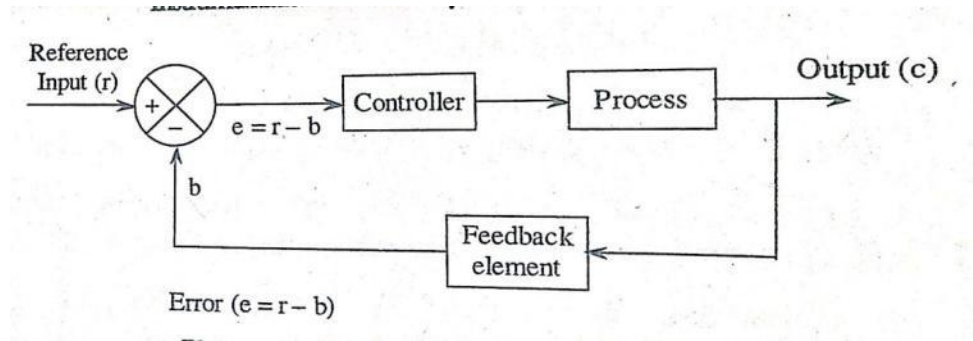 Reference
Input (r)
+
−
e = r – b
Controller
Process
Output (c)
b
Feedback
element
Error (e = r – b)